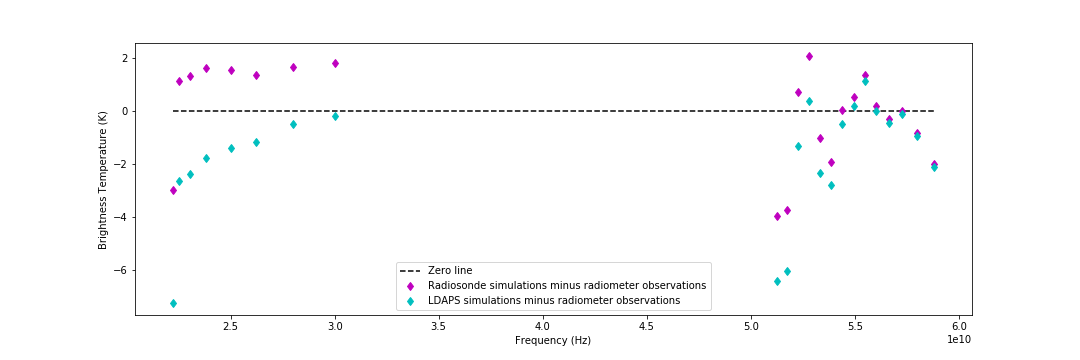 2
0
−2
−4
−6
Brightness Temperature (K)
Zero line
Radiosonde simulations minus radiometer observations
LDAPS simulations minus radiometer observations
2.5 3.0 3.5 4.0 4.5 5.0 5.5 6.0
1e10
Frequency (Hz)